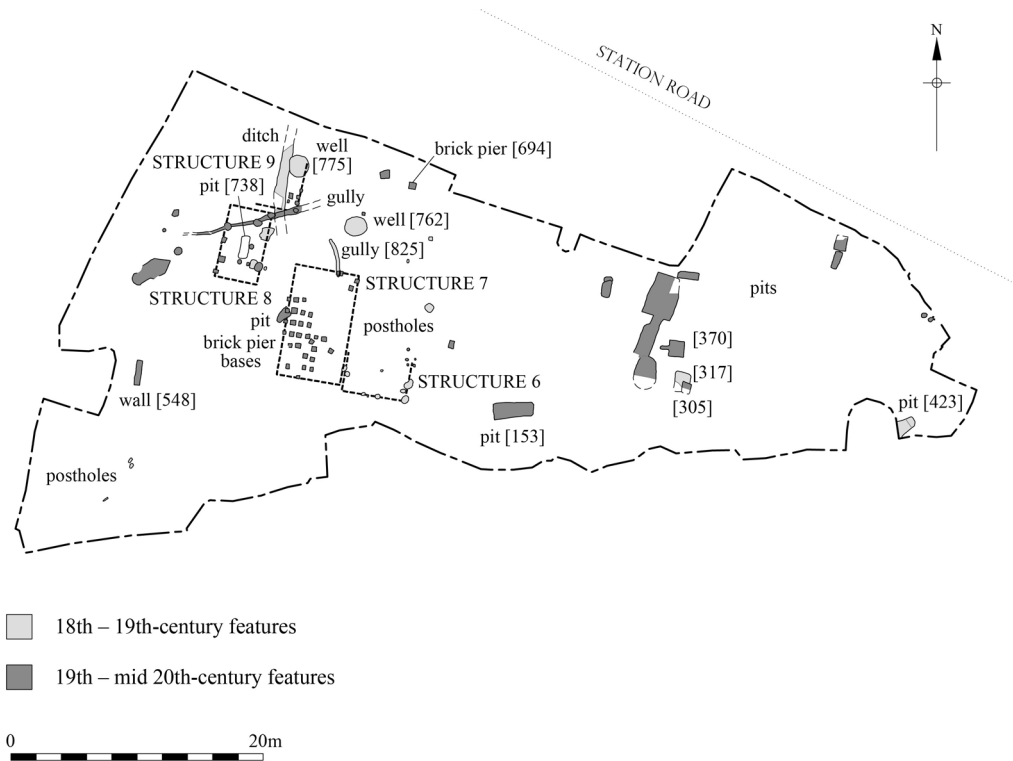 N
STATION ROAD
ditch
well
[775]
STRUCTURE 9
pit [738]
brick pier [694]
gully
well [762]
gully [825]
STRUCTURE 7
STRUCTURE 8
pit
postholes
brick pier
bases
pits
[370]
[317]
[305]
STRUCTURE 6
wall [548]
pit [153]
pit [423]
postholes
18th – 19th-century features
19th – mid 20th-century features
0
20m